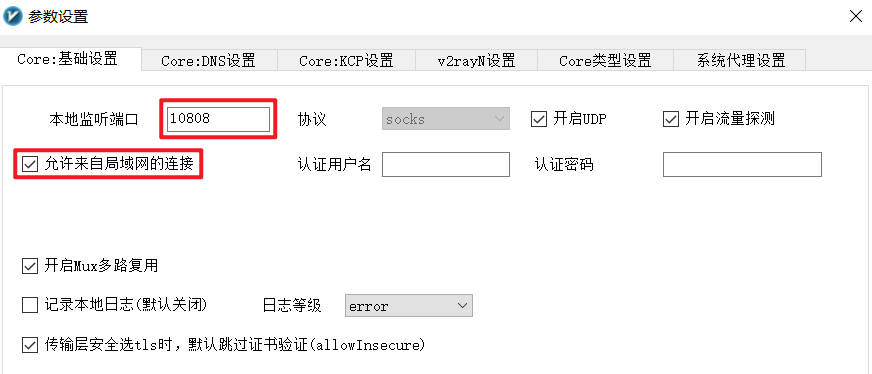 参数设置
Core:基础设置 Core:DNS设置 Core:KCP设置 v2rayN设置 Core类型设置 系统代理设置
本地监听端口 10808 协议 socks 开启UDP 开启流量探测
允许来自局域网的连接 认证用户名 认证密码
开启Mux多路复用
记录本地日志(默认关闭) 日志等级 error
传输层安全选tls时，默认跳过证书验证(allowInsecure)